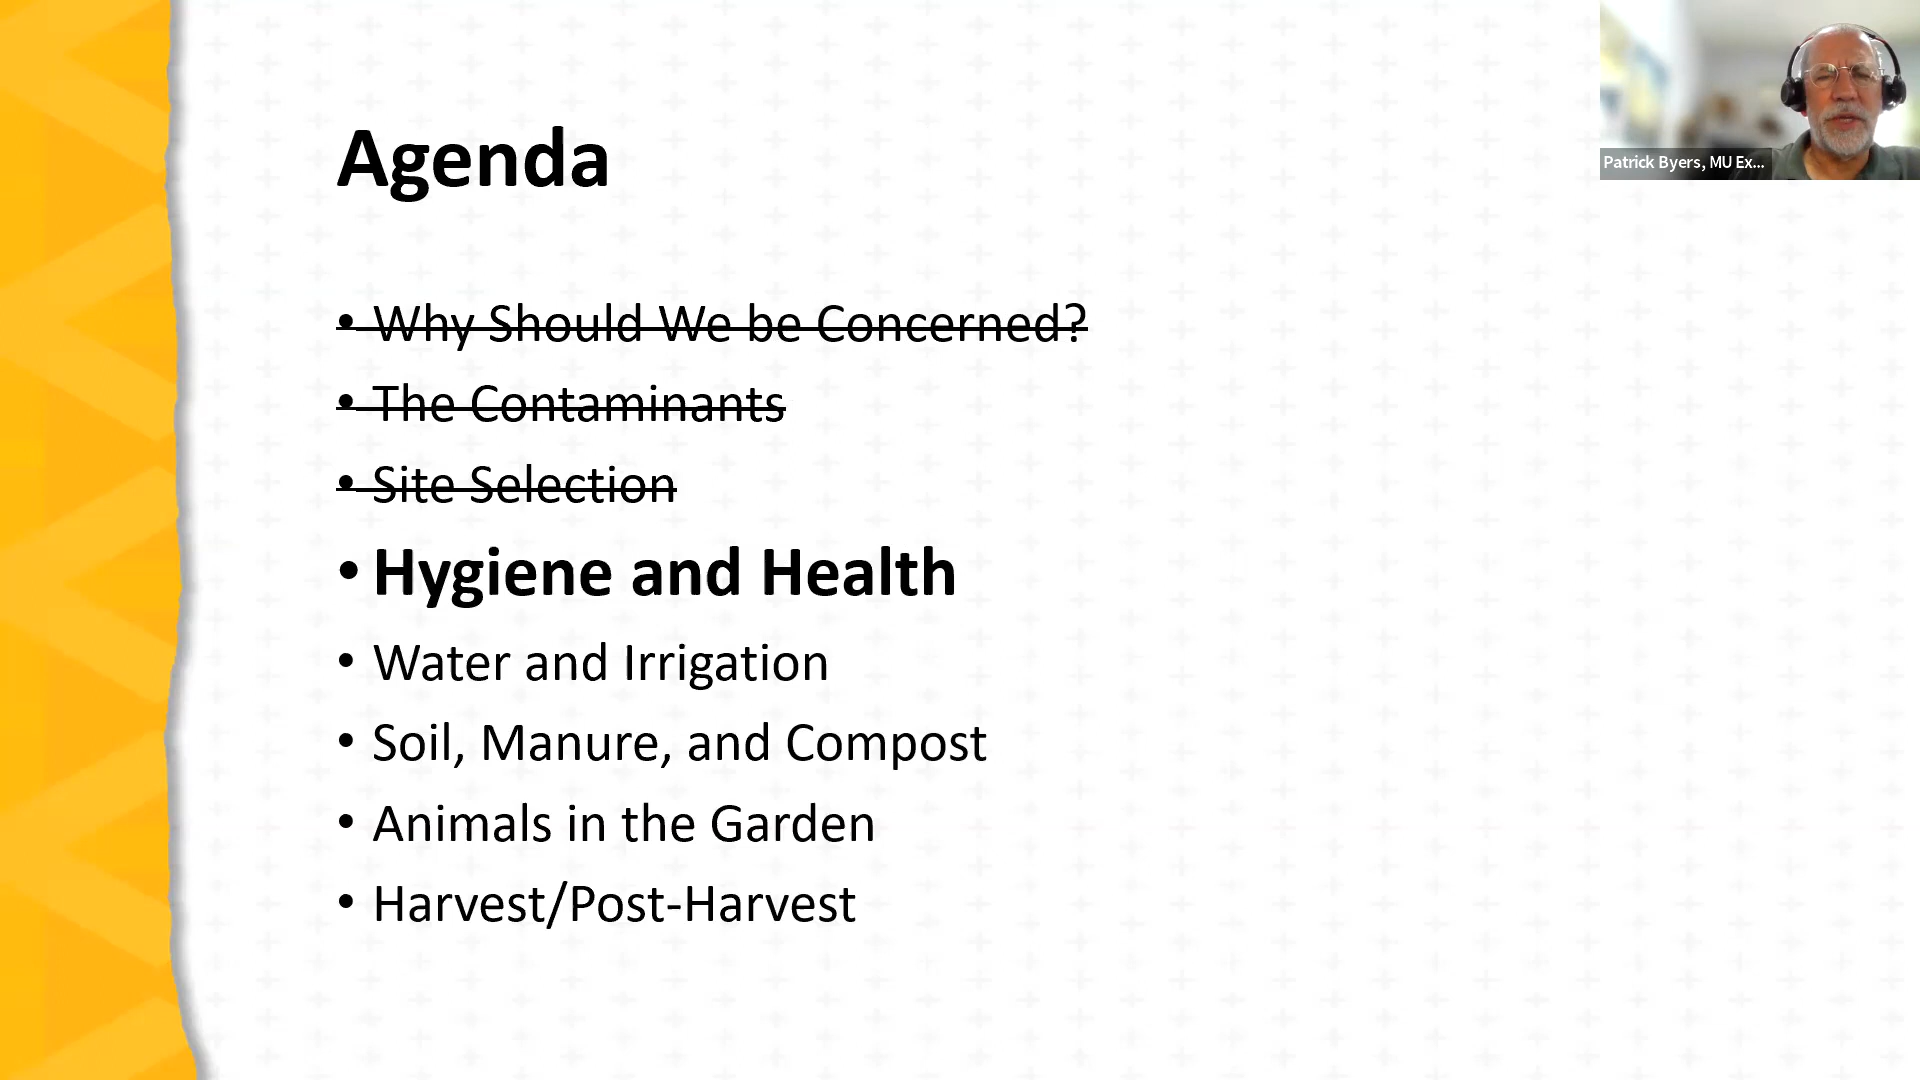 Agenda
Patrick Byers, MU Ex...
• Why Should We be Concerned?
• The Contaminants
• Site Selection
• Hygiene and Health
• Water and Irrigation
• Soil, Manure, and Compost
• Animals in the Garden
• Harvest/Post-Harvest